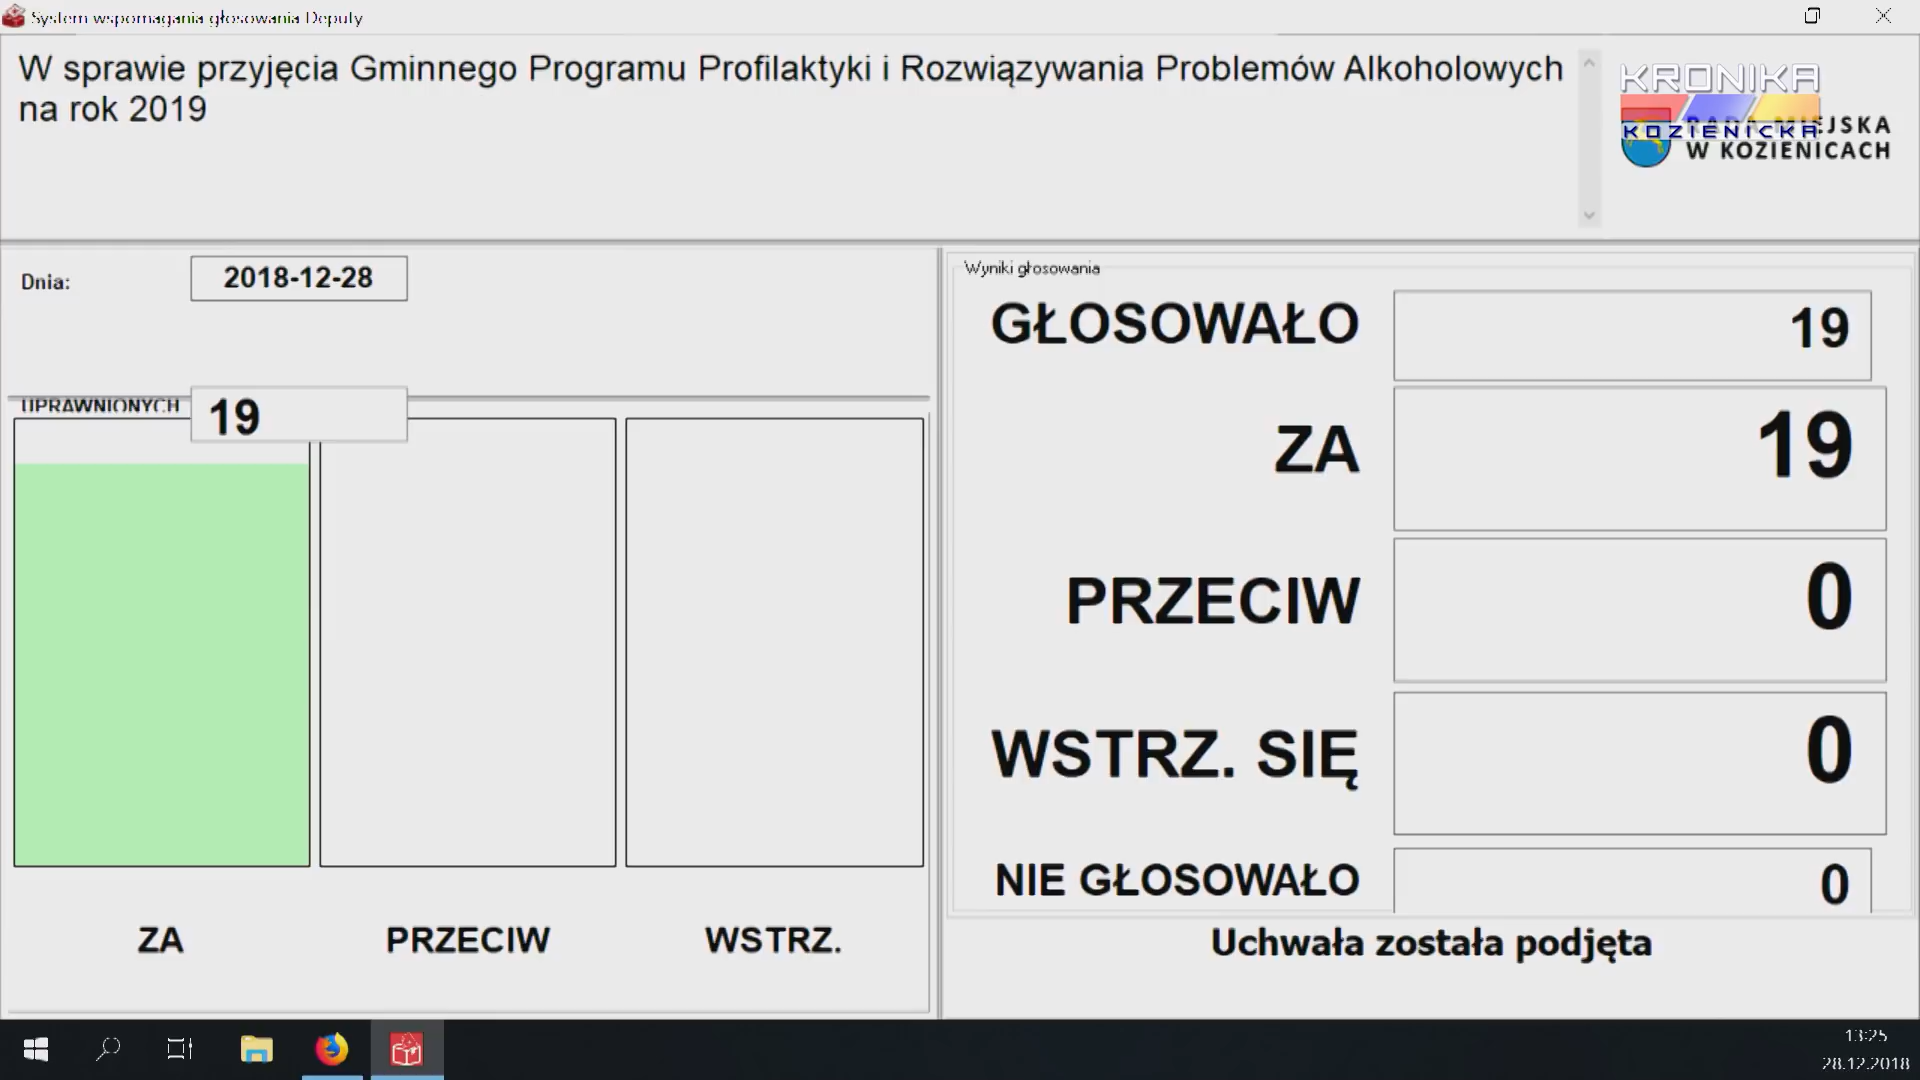 System wspomagania głosowania Deputy
W sprawie przyjęcia Gminnego Programu Profilaktyki i Rozwiązywania Problemów Alkoholowych
na rok 2019
KRONIKA
KOZIENICKA
RADA MIEJSKA
W KOZIENICACH
Dnia:
2018-12-28
UPRAWNIONYCH
19
ZA
PRZECIW
WSTRZ.
Wyniki głosowania
GŁOSOWAŁO
19
ZA
19
PRZECIW
0
WSTRZ. SIĘ
0
NIE GŁOSOWAŁO
0
Uchwała została podjęta
13:25
28.12.2018